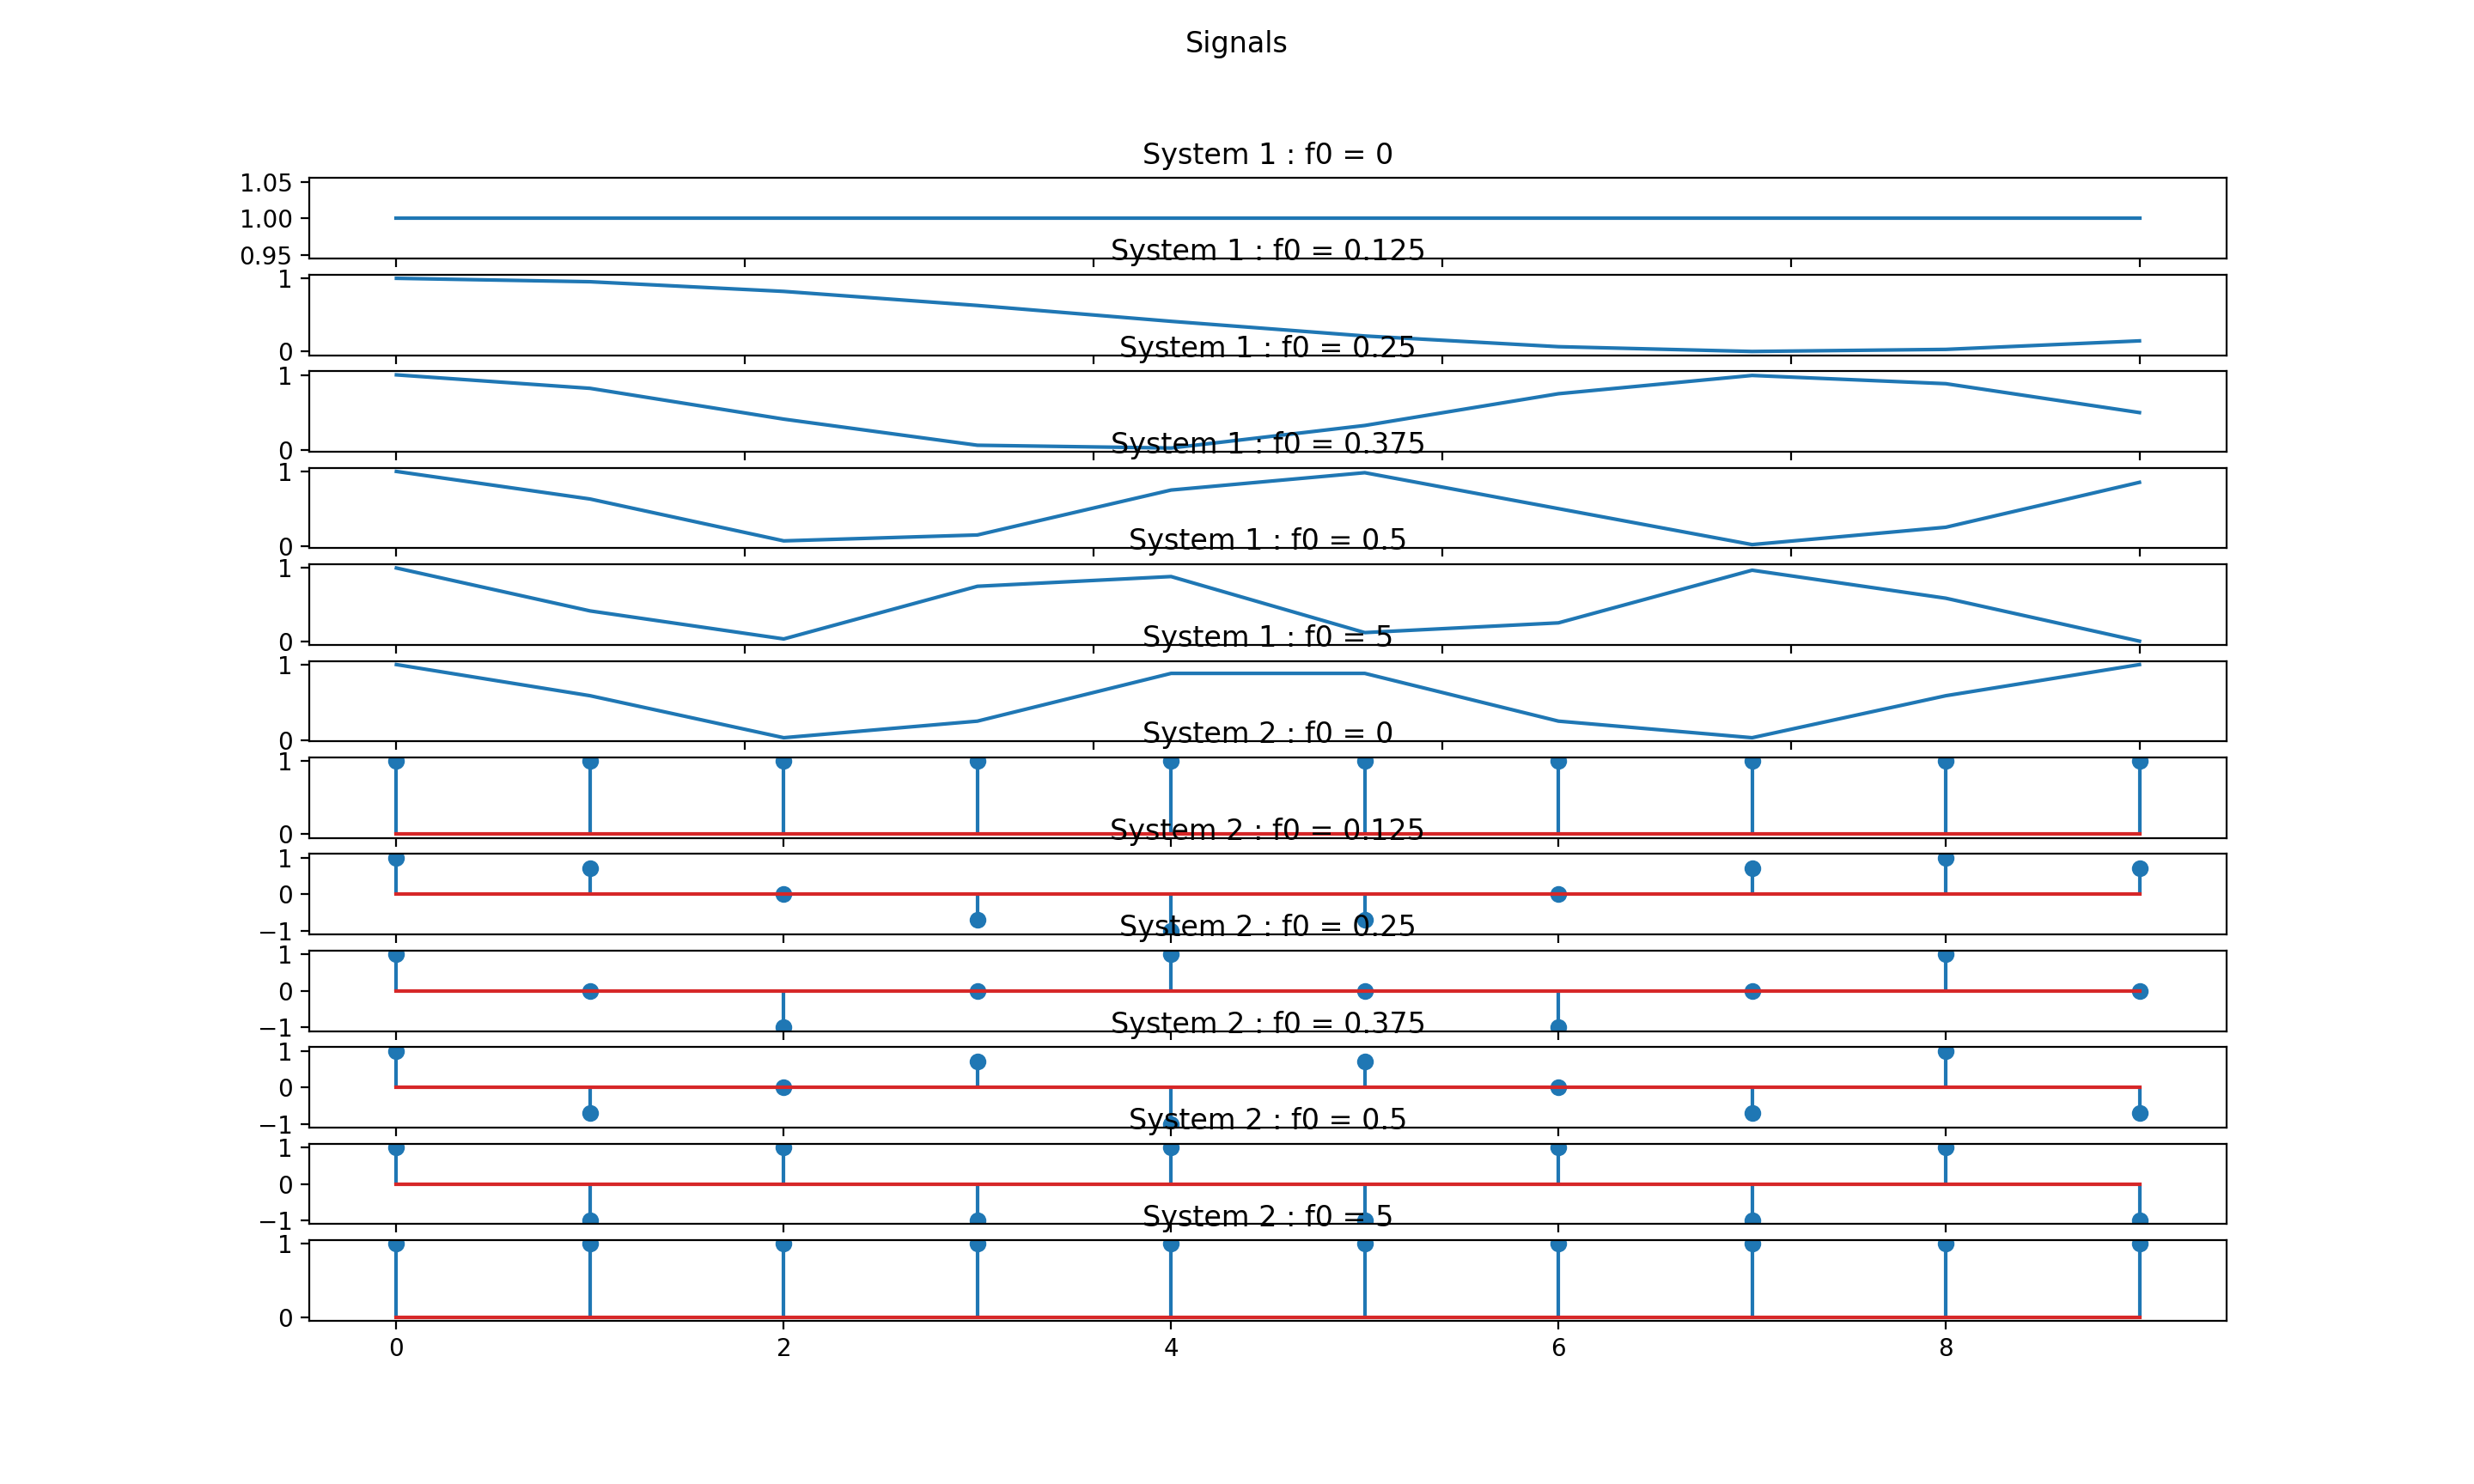 Signals
System 1 : f0 = 0
1.05
1.00
0.95
System 1 : f0 = 0.125
1
0
System 1 : f0 = 0.25
1
0
System 1 : f0 = 0.375
1
0
System 1 : f0 = 0.5
1
0
System 1 : f0 = 5
1
0
System 2 : f0 = 0
1
0
System 2 : f0 = 0.125
1
0
−1
System 2 : f0 = 0.25
1
0
−1
System 2 : f0 = 0.375
1
0
−1
System 2 : f0 = 0.5
1
0
−1
System 2 : f0 = 5
1
0
0 2 4 6 8